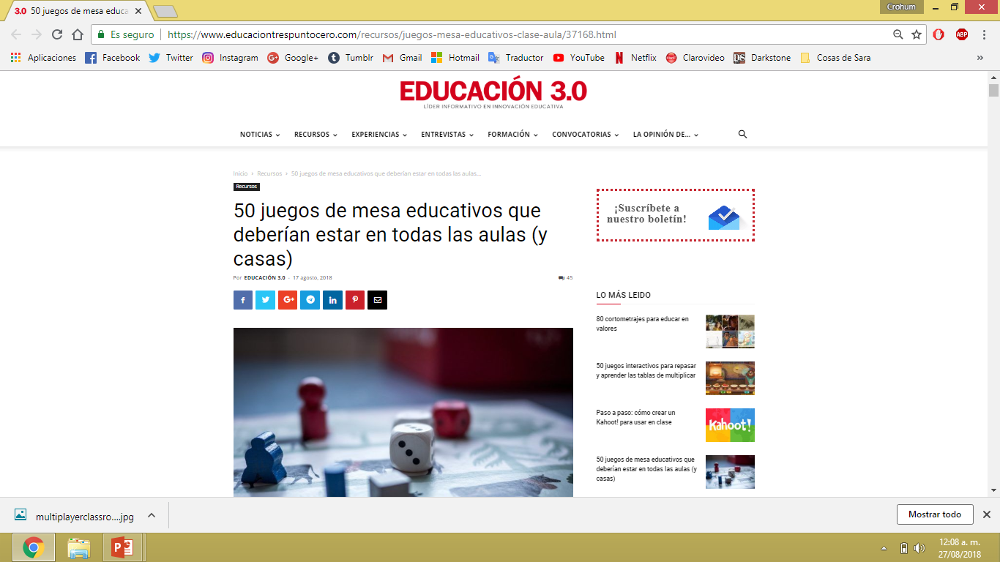 3.0 50 juegos de mesa educa
Crohum
Es seguro
https://www.educaciontrespuntocero.com/recursos/juegos-mesa-educativos-clase-aula/37168.html
ABP
Aplicaciones Facebook Twitter Instagram Google+ Tumblr Gmail Hotmail Traductor YouTube Netflix Clarovideo Darkstone Cosas de Sara »
EDUCACIÓN 3.0
LÍDER INFORMATIVO EN INNOVACIÓN EDUCATIVA
NOTICIAS RECURSOS EXPERIENCIAS ENTREVISTAS FORMACIÓN CONVOCATORIAS LA OPINIÓN DE...
Inicio › Recursos › 50 juegos de mesa educativos que deberían estar en todas las aulas...
Recursos
50 juegos de mesa educativos que
deberían estar en todas las aulas (y
casas)
Por EDUCACIÓN 3.0 - 17 agosto, 2018
45
¡Suscríbete a
nuestro boletín!
LO MÁS LEIDO
80 cortometrajes para educar en
valores
50 juegos interactivos para repasar
y aprender las tablas de multiplicar
Paso a paso: cómo crear un
Kahoot! para usar en clase
Kahoot!
50 juegos de mesa educativos que
deberían estar en todas las aulas (y
casas)
multiplayerclassro....jpg
Mostrar todo
12:08 a. m.
27/08/2018